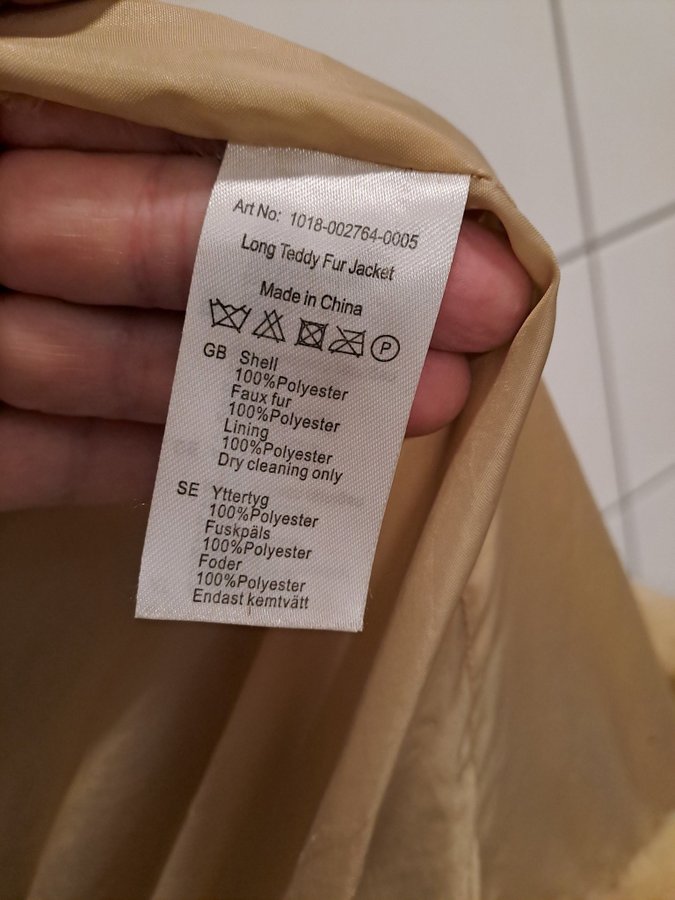 Art No: 1018-002764-0005
Long Teddy Fur Jacket
Made in China
P
GB Shell
100%Polyester
Faux fur
100%Polyester
Lining
100%Polyester
Dry cleaning only
SE Yttertyg
100%Polyester
Fuskpäls
100%Polyester
Foder
100%Polyester
Endast kemtvätt